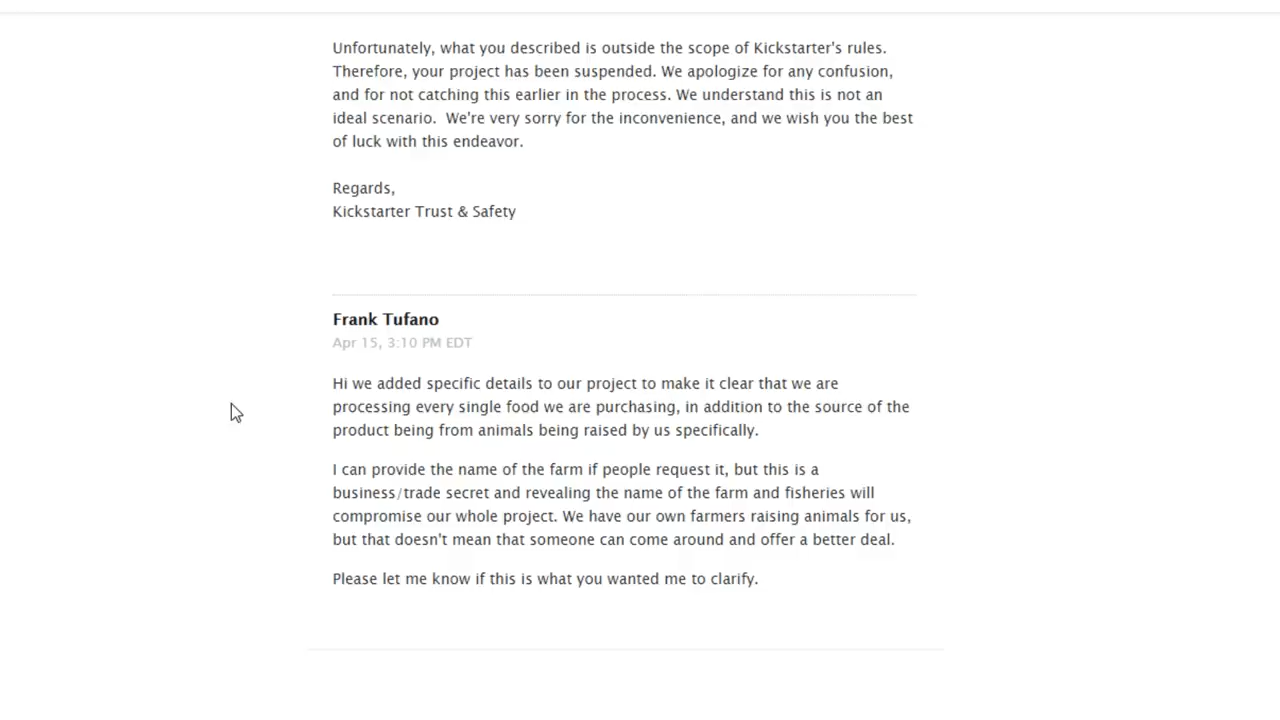 Unfortunately, what you described is outside the scope of Kickstarter's rules.
Therefore, your project has been suspended. We apologize for any confusion,
and for not catching this earlier in the process. We understand this is not an
ideal scenario.  We're very sorry for the inconvenience, and we wish you the best
of luck with this endeavor.
Regards,
Kickstarter Trust & Safety
Frank Tufano
Apr 15, 3:10 PM EDT
Hi we added specific details to our project to make it clear that we are
processing every single food we are purchasing, in addition to the source of the
product being from animals being raised by us specifically.
I can provide the name of the farm if people request it, but this is a
business/trade secret and revealing the name of the farm and fisheries will
compromise our whole project. We have our own farmers raising animals for us,
but that doesn't mean that someone can come around and offer a better deal.
Please let me know if this is what you wanted me to clarify.